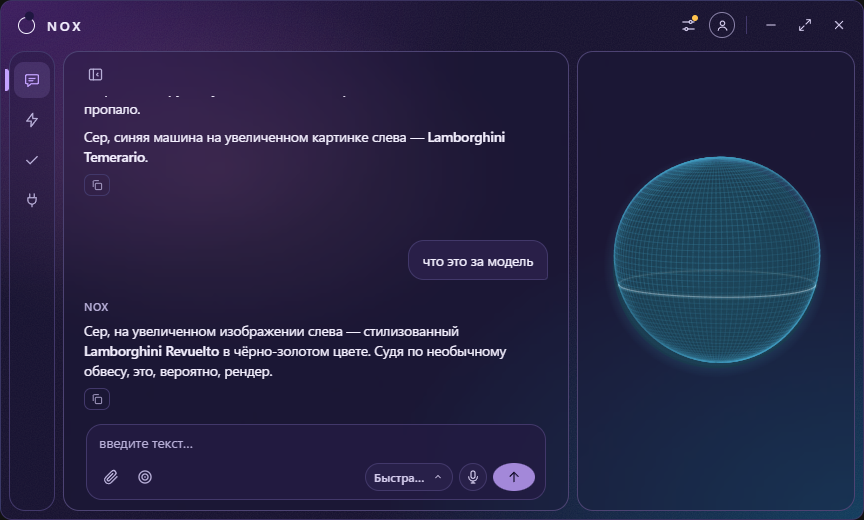 NOX
пропало.
Сер, синяя машина на увеличенном картинке слева — Lamborghini
Temerario.
что это за модель
NOX
Сер, на увеличенном изображении слева — стилизованный
Lamborghini Revuelto в чёрно-золотом цвете. Судя по необычному
обвесу, это, вероятно, рендер.
введите текст...
Быстра...